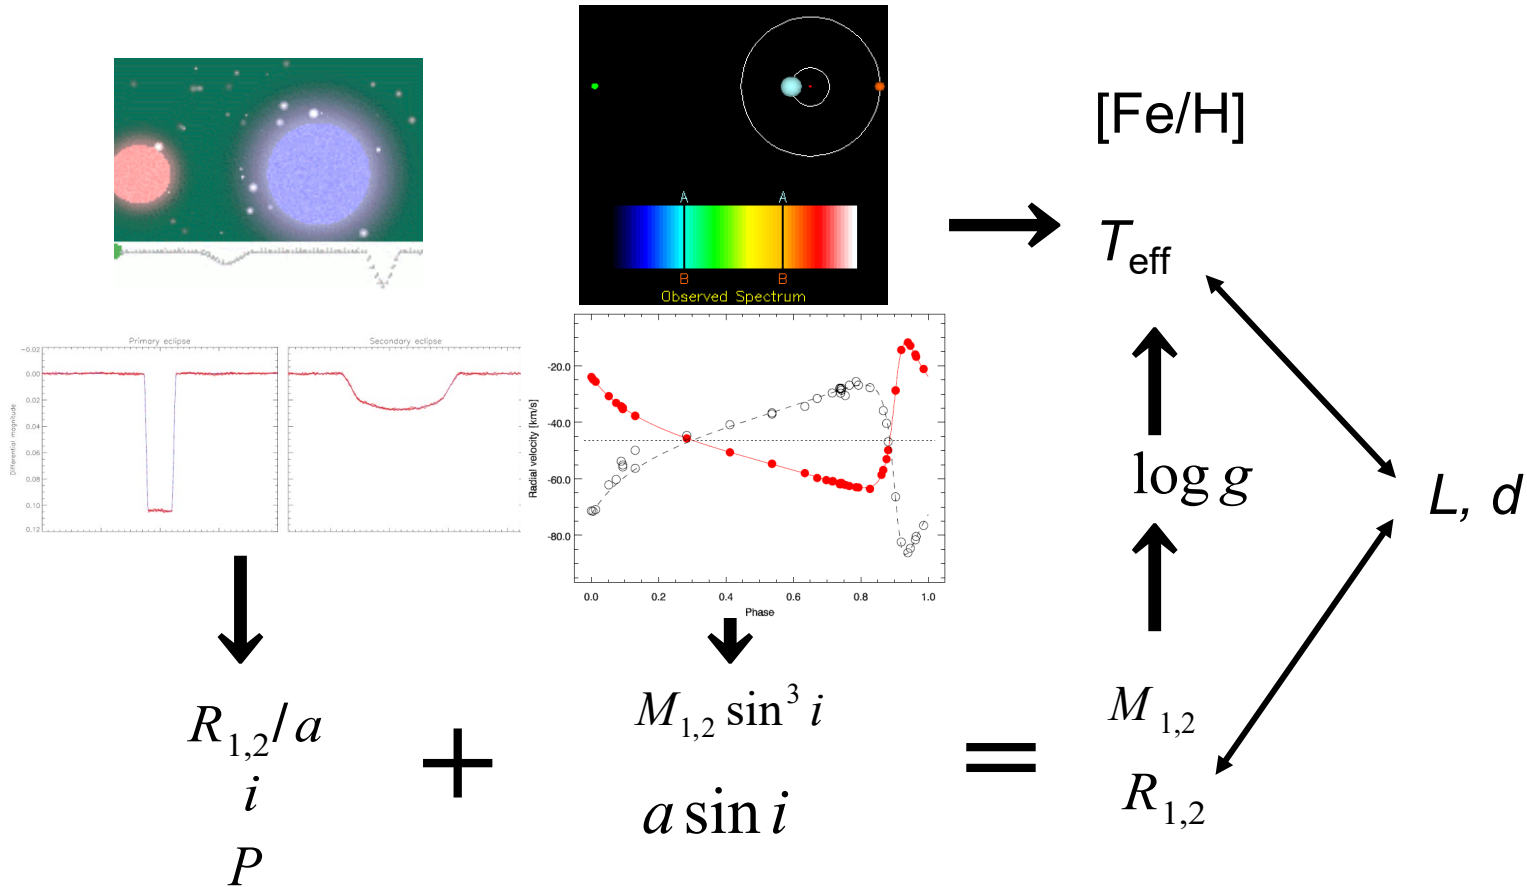 A A
B B
Observed Spectrum
[Fe/H]
T_eff
Primary eclipse
Secondary eclipse
Differential magnitude
−0.02
0.00
0.02
0.04
0.06
0.08
0.10
0.12
Radial velocity [km/s]
-20.0
-40.0
-60.0
-80.0
0.0 0.2 0.4 0.6 0.8 1.0
Phase
log g
L, d
R_1,2/a
i
P
+
M_1,2 sin^3 i
a sin i
=
M_1,2
R_1,2